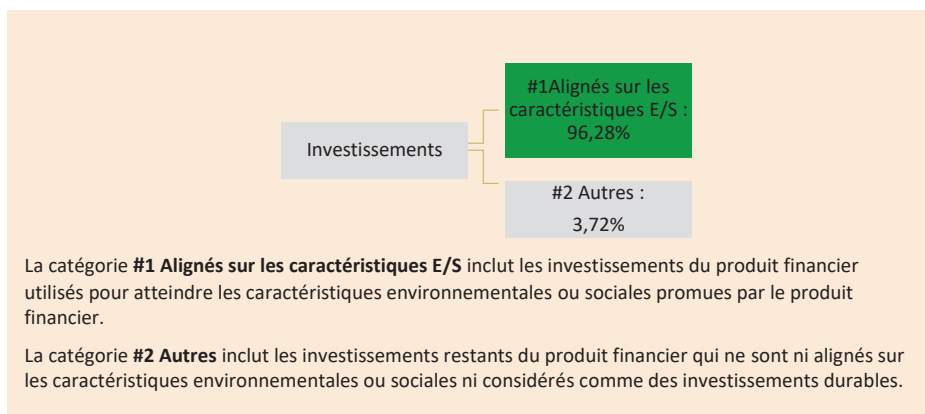 #1Alignés sur les
caractéristiques E/S :
96,28%
Investissements
#2 Autres :
3,72%
La catégorie #1 Alignés sur les caractéristiques E/S inclut les investissements du produit financier
utilisés pour atteindre les caractéristiques environnementales ou sociales promues par le produit
financier.
La catégorie #2 Autres inclut les investissements restants du produit financier qui ne sont ni alignés sur
les caractéristiques environnementales ou sociales ni considérés comme des investissements durables.